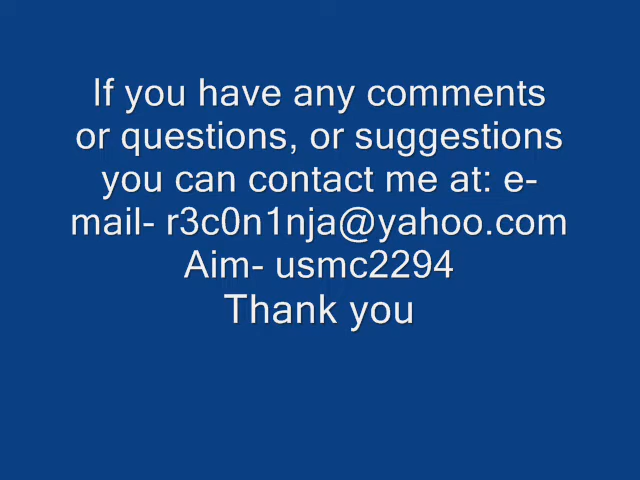 If you have any comments
or questions, or suggestions
you can contact me at: e-
mail- r3c0n1nja@yahoo.com
Aim- usmc2294
Thank you